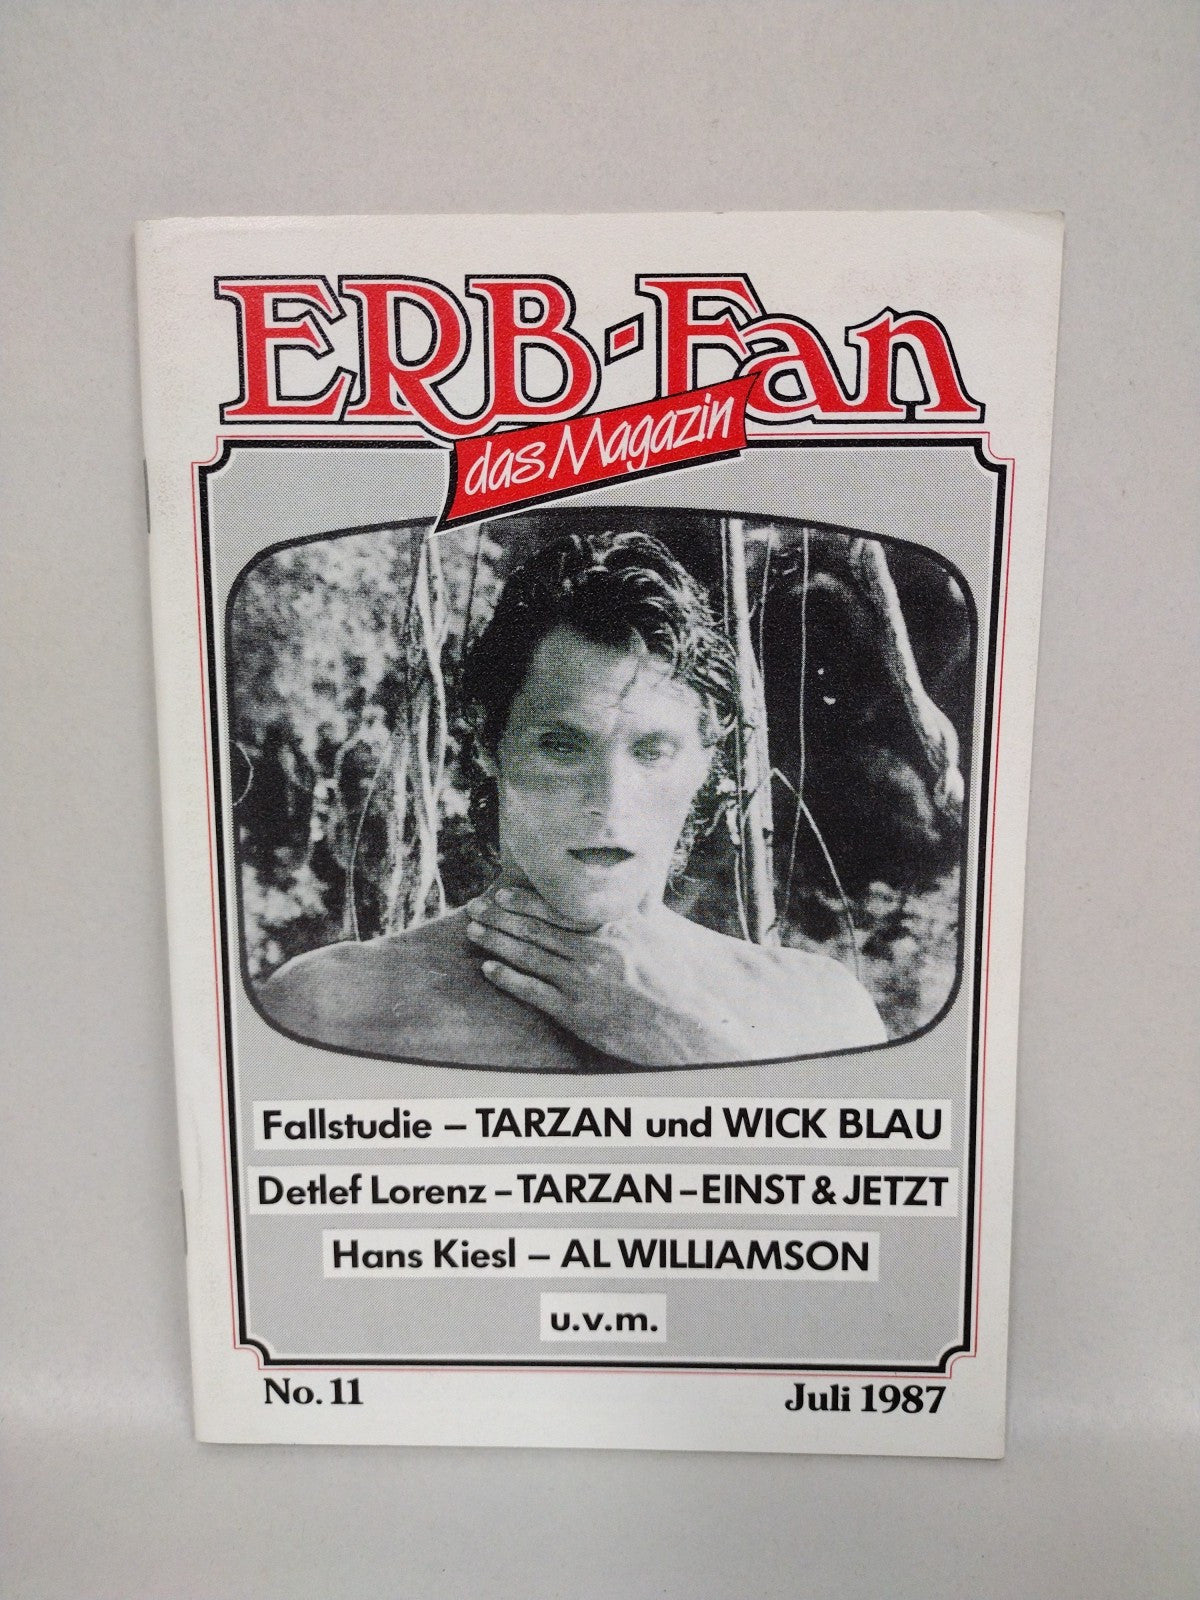 ERB-Fan
das Magazin
Fallstudie – TARZAN und WICK BLAU
Detlef Lorenz – TARZAN – EINST & JETZT
Hans Kiesl – AL WILLIAMSON
u.v.m.
No. 11
Juli 1987